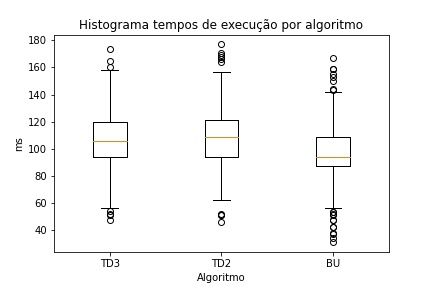 Histograma tempos de execução por algoritmo
180
160
140
120
100
80
60
40
ms
TD3
TD2
BU
Algoritmo